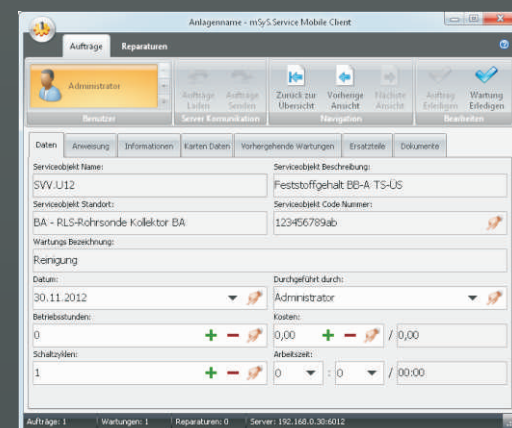 Anlagenname - mSyS.Service Mobile Client
Aufträge Reparaturen
Administrator
Aufträge Laden
Aufträge Senden
Zurück zur Übersicht
Vorherige Ansicht
Nächste Ansicht
Auftrag Erledigen
Wartung Erledigen
Benutzer Server Kommunikation Navigation Bearbeiten
Daten Anweisung Informationen Karten Daten Vorhergehende Wartungen Ersatzteile Dokumente
Serviceobjekt Name: Serviceobjekt Beschreibung:
SVV.U12 Feststoffgehalt BB-A TS-ÜS
Serviceobjekt Standort: Serviceobjekt Code Nummer:
BA - RLS-Rohrsonde Kollektor BA 123456789ab
Wartungs Bezeichnung:
Reinigung
Datum: Durchgeführt durch:
30.11.2012 Administrator
Betriebsstunden: Kosten:
0 0,00 / 0,00
Schaltzyklen: Arbeitszeit:
1 0 : 0 / 00:00
Aufträge: 1 Wartungen: 1 Reparaturen: 0 Server: 192.168.0.30:6012